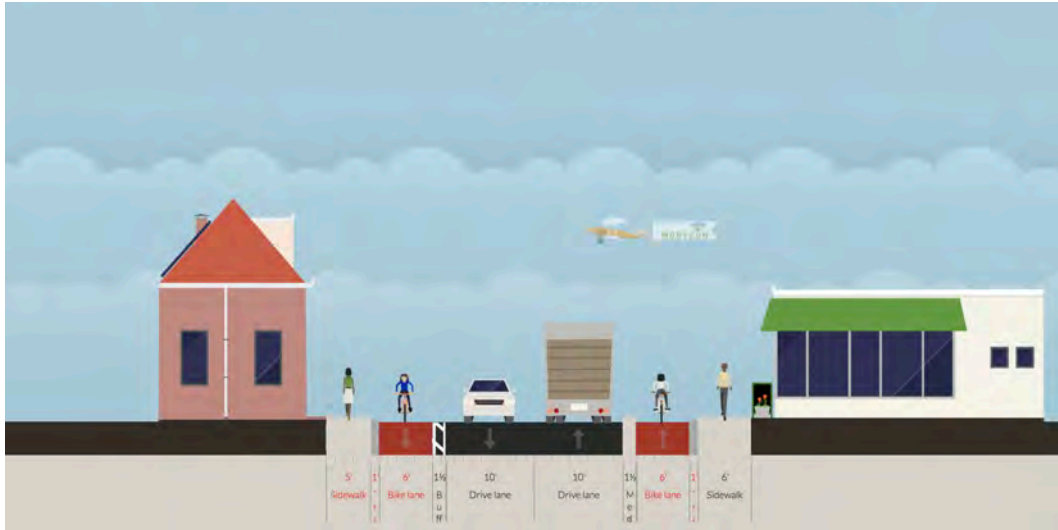 MOBYCON
5'
Sidewalk
1'
6'
Bike lane
1½
B
u
f
f
10'
Drive lane
10'
Drive lane
1½
M
e
d
6'
Bike lane
1'
6'
Sidewalk